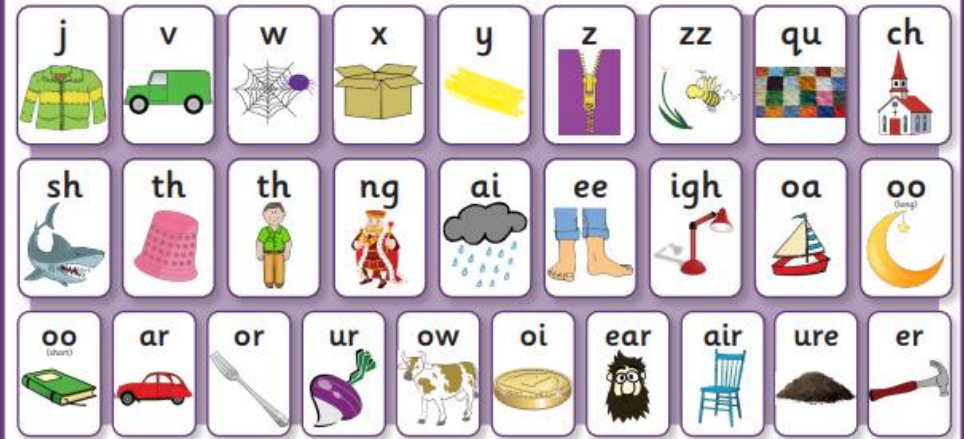 j v w x y z zz qu ch
sh th th ng ai ee igh oa oo
(long)
oo ar or ur ow oi ear air ure er
(short)